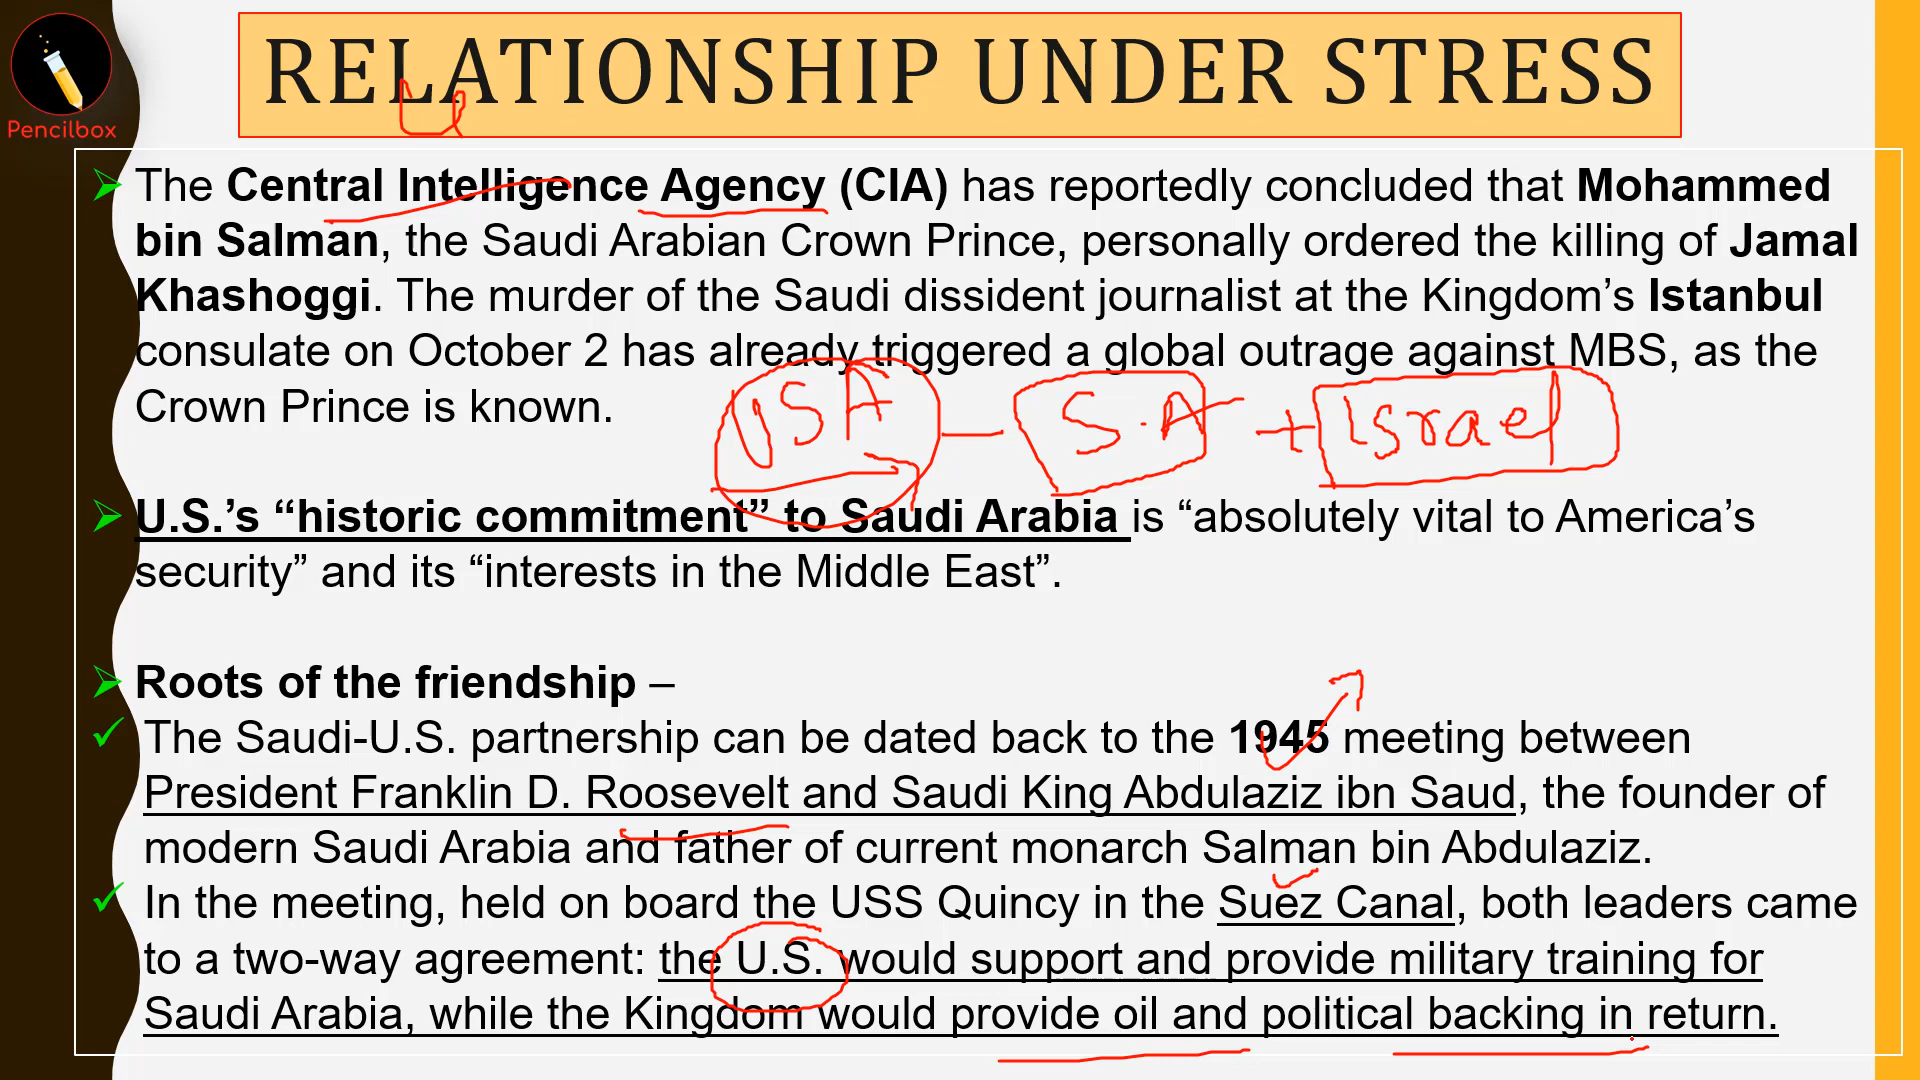 RELATIONSHIP UNDER STRESS
Pencilbox
The Central Intelligence Agency (CIA) has reportedly concluded that Mohammed
bin Salman, the Saudi Arabian Crown Prince, personally ordered the killing of Jamal
Khashoggi. The murder of the Saudi dissident journalist at the Kingdom’s Istanbul
consulate on October 2 has already triggered a global outrage against MBS, as the
Crown Prince is known.
USA — S.A + Israel
U.S.’s “historic commitment” to Saudi Arabia is “absolutely vital to America’s
security” and its “interests in the Middle East”.
Roots of the friendship –
The Saudi-U.S. partnership can be dated back to the 1945 meeting between
President Franklin D. Roosevelt and Saudi King Abdulaziz ibn Saud, the founder of
modern Saudi Arabia and father of current monarch Salman bin Abdulaziz.
In the meeting, held on board the USS Quincy in the Suez Canal, both leaders came
to a two-way agreement: the U.S. would support and provide military training for
Saudi Arabia, while the Kingdom would provide oil and political backing in return.